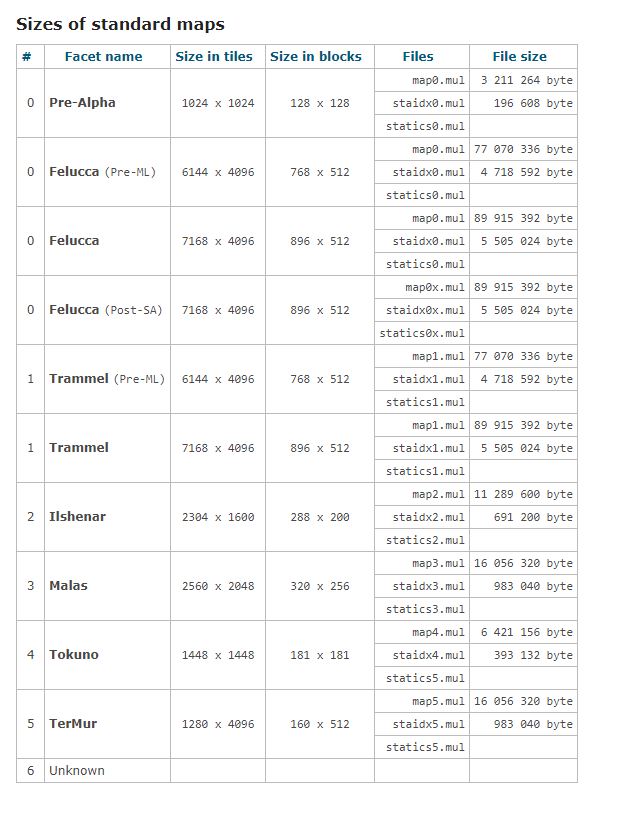 Sizes of standard maps
# Facet name Size in tiles Size in blocks Files File size
map0.mul 3 211 264 byte
0 Pre-Alpha 1024 x 1024 128 x 128 staidx0.mul 196 608 byte
statics0.mul
map0.mul 77 070 336 byte
0 Felucca (Pre-ML) 6144 x 4096 768 x 512 staidx0.mul 4 718 592 byte
statics0.mul
map0.mul 89 915 392 byte
0 Felucca 7168 x 4096 896 x 512 staidx0.mul 5 505 024 byte
statics0.mul
map0x.mul 89 915 392 byte
0 Felucca (Post-SA) 7168 x 4096 896 x 512 staidx0x.mul 5 505 024 byte
statics0x.mul
map1.mul 77 070 336 byte
1 Trammel (Pre-ML) 6144 x 4096 768 x 512 staidx1.mul 4 718 592 byte
statics1.mul
map1.mul 89 915 392 byte
1 Trammel 7168 x 4096 896 x 512 staidx1.mul 5 505 024 byte
statics1.mul
map2.mul 11 289 600 byte
2 Ilshenar 2304 x 1600 288 x 200 staidx2.mul 691 200 byte
statics2.mul
map3.mul 16 056 320 byte
3 Malas 2560 x 2048 320 x 256 staidx3.mul 983 040 byte
statics3.mul
map4.mul 6 421 156 byte
4 Tokuno 1448 x 1448 181 x 181 staidx4.mul 393 132 byte
statics5.mul
map5.mul 16 056 320 byte
5 TerMur 1280 x 4096 160 x 512 staidx5.mul 983 040 byte
statics5.mul
6 Unknown